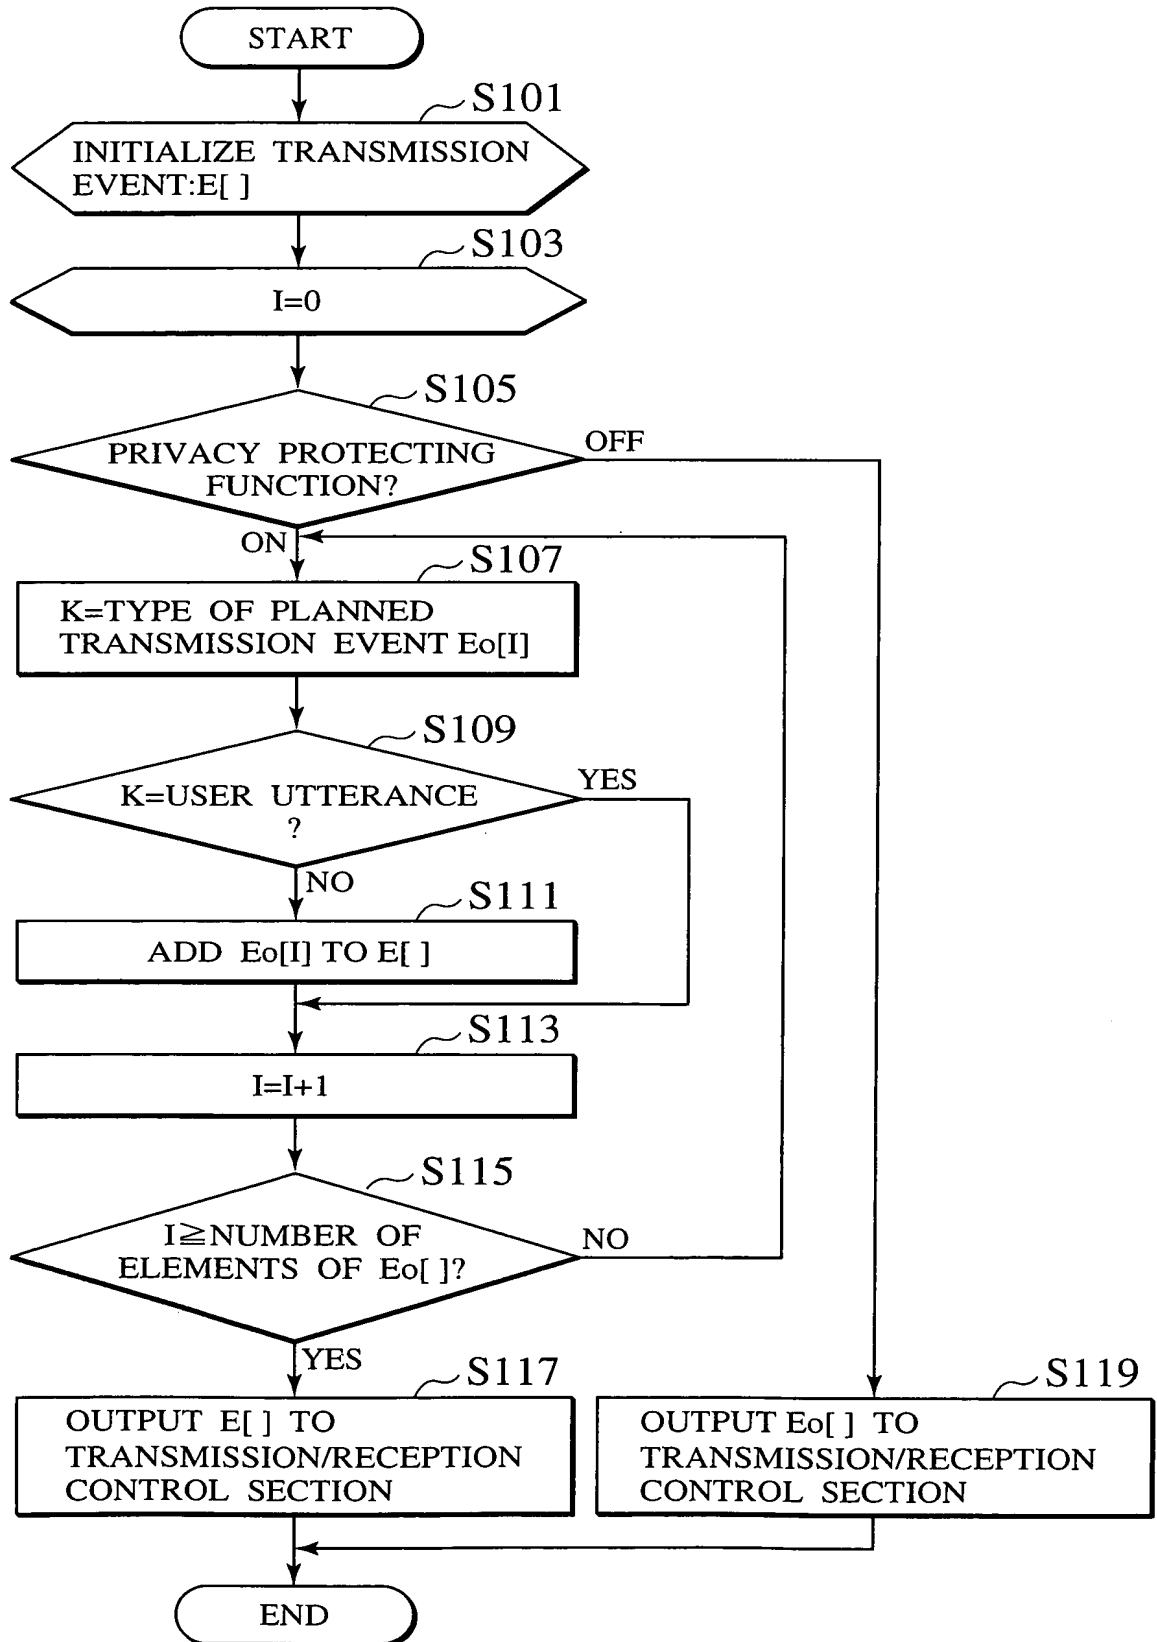 START
S101
INITIALIZE TRANSMISSION
EVENT:E[ ]
S103
I=0
S105
PRIVACY PROTECTING
FUNCTION?
OFF
ON
S107
K=TYPE OF PLANNED
TRANSMISSION EVENT Eo[I]
S109
K=USER UTTERANCE
?
YES
NO
S111
ADD Eo[I] TO E[ ]
S113
I=I+1
S115
I≧NUMBER OF
ELEMENTS OF Eo[ ]?
NO
YES
S117
OUTPUT E[ ] TO
TRANSMISSION/RECEPTION
CONTROL SECTION
S119
OUTPUT Eo[ ] TO
TRANSMISSION/RECEPTION
CONTROL SECTION
END